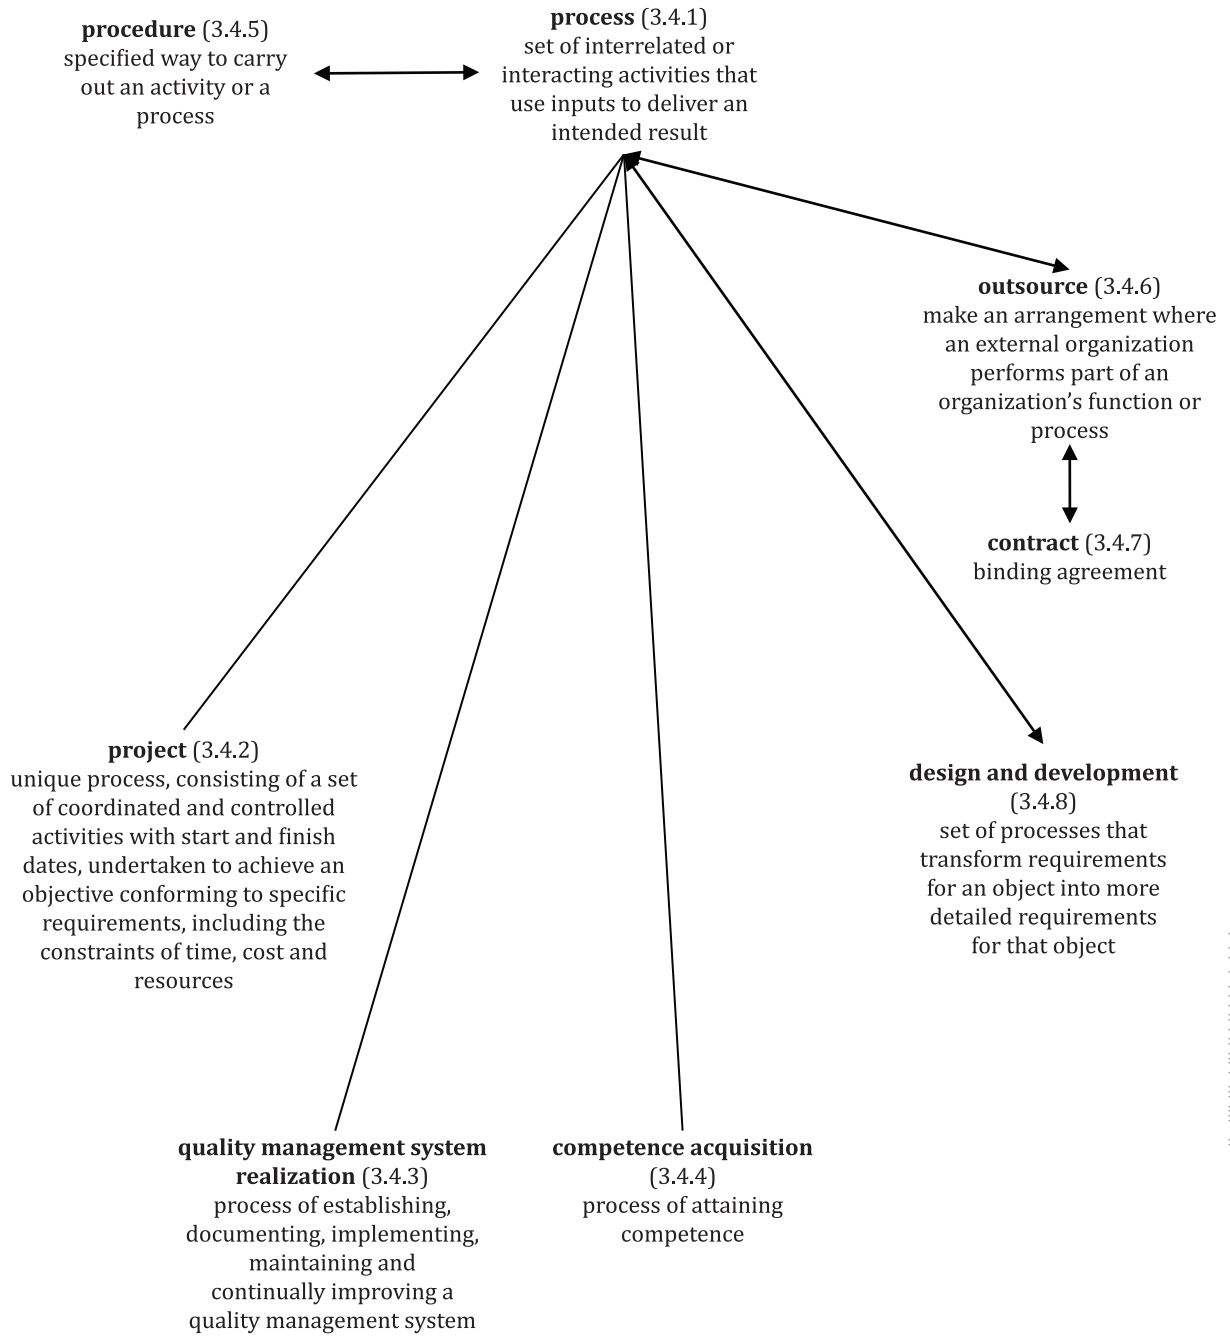 procedure (3.4.5)
specified way to carry
out an activity or a
process
process (3.4.1)
set of interrelated or
interacting activities that
use inputs to deliver an
intended result
outsource (3.4.6)
make an arrangement where
an external organization
performs part of an
organization’s function or
process
contract (3.4.7)
binding agreement
project (3.4.2)
unique process, consisting of a set
of coordinated and controlled
activities with start and finish
dates, undertaken to achieve an
objective conforming to specific
requirements, including the
constraints of time, cost and
resources
design and development
(3.4.8)
set of processes that
transform requirements
for an object into more
detailed requirements
for that object
quality management system
realization (3.4.3)
process of establishing,
documenting, implementing,
maintaining and
continually improving a
quality management system
competence acquisition
(3.4.4)
process of attaining
competence